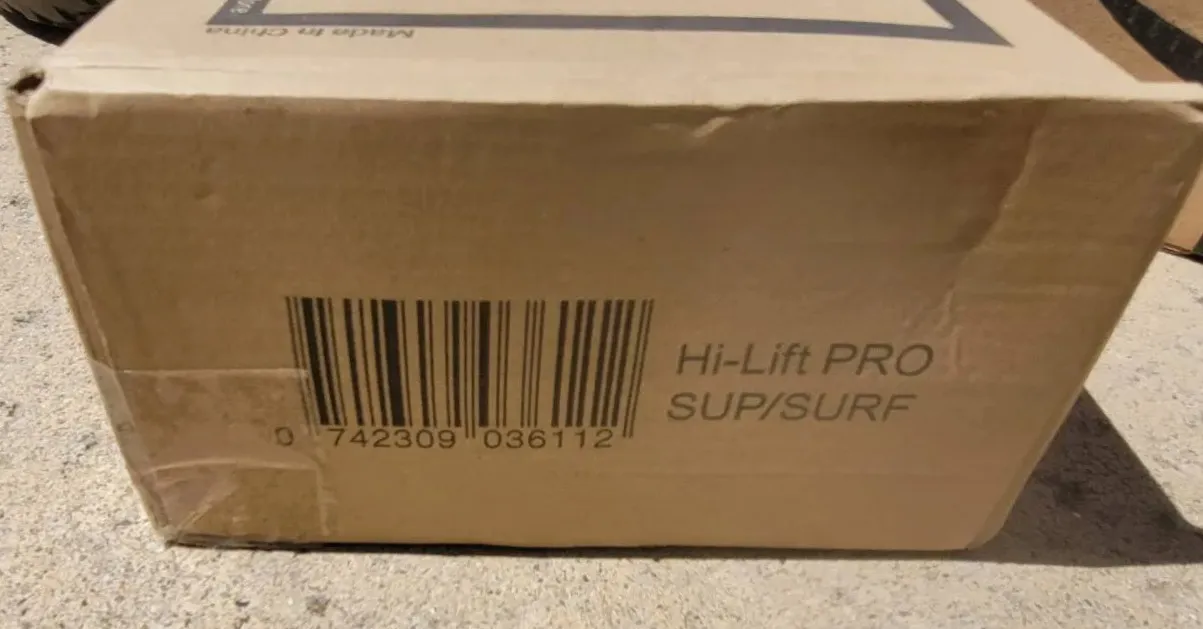 Made In China
0 742309 036112
Hi-Lift PRO
SUP/SURF